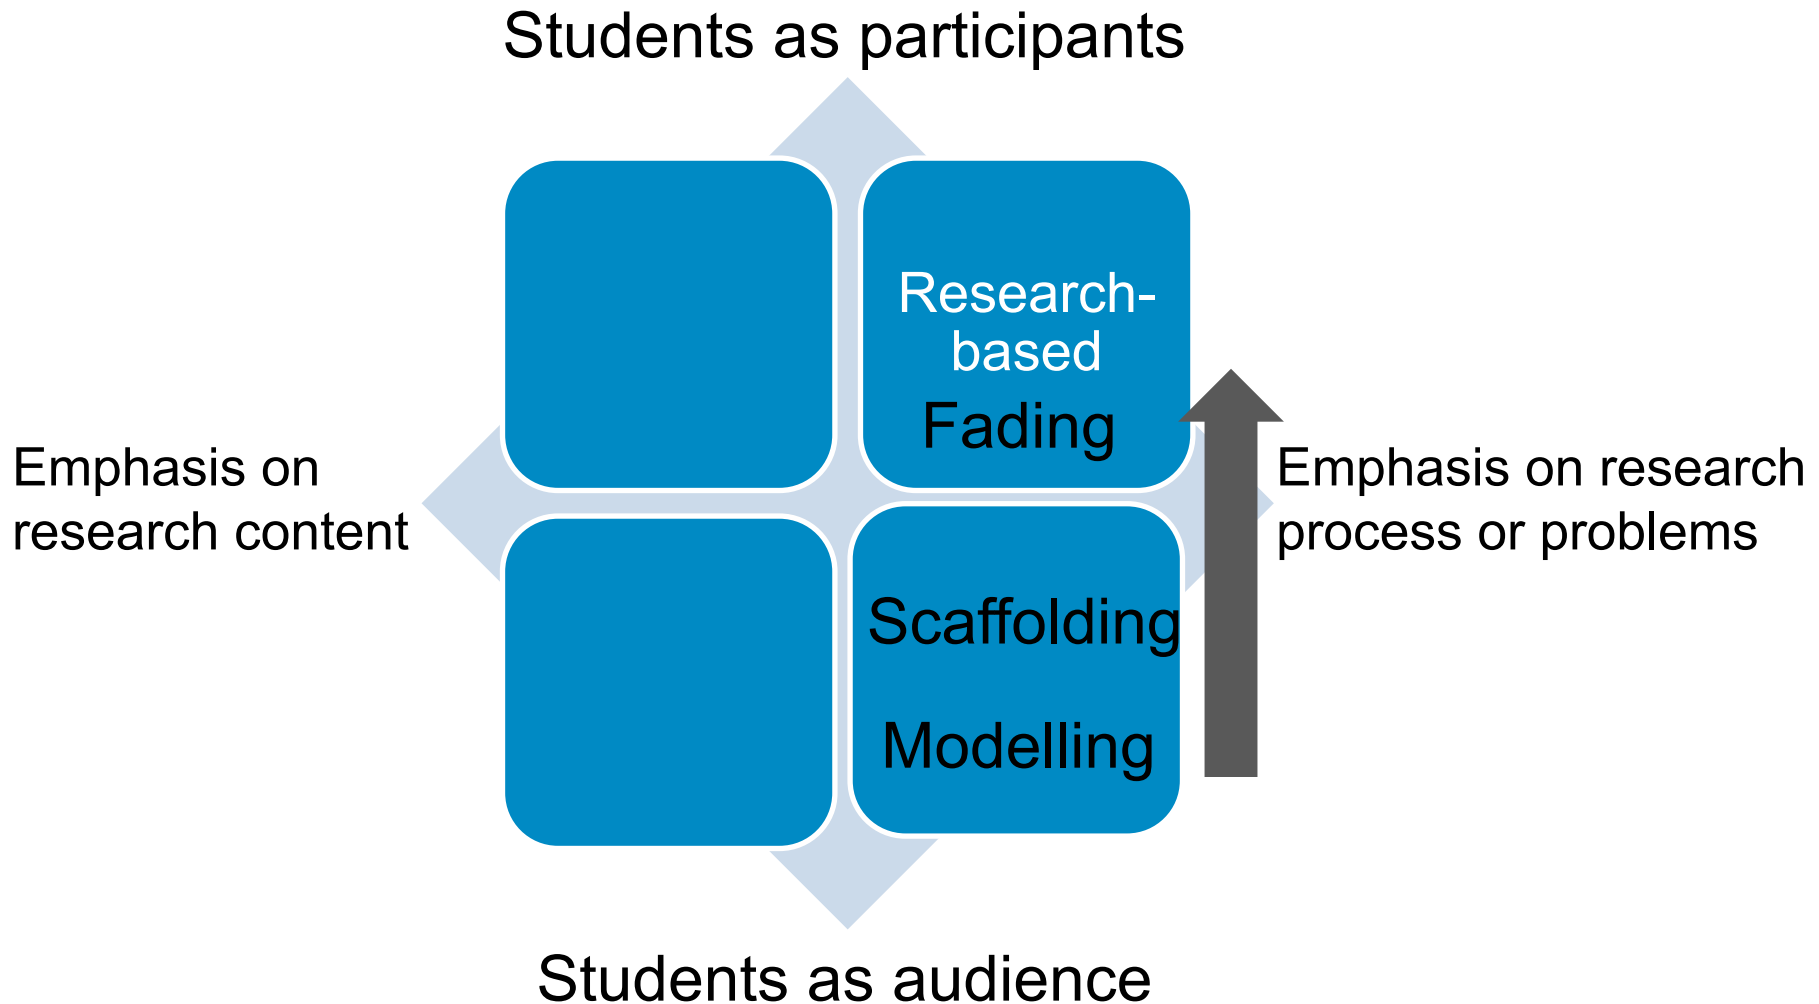 Students as participants
Research-
based
Fading
Emphasis on
research content
Emphasis on research
process or problems
Scaffolding
Modelling
Students as audience